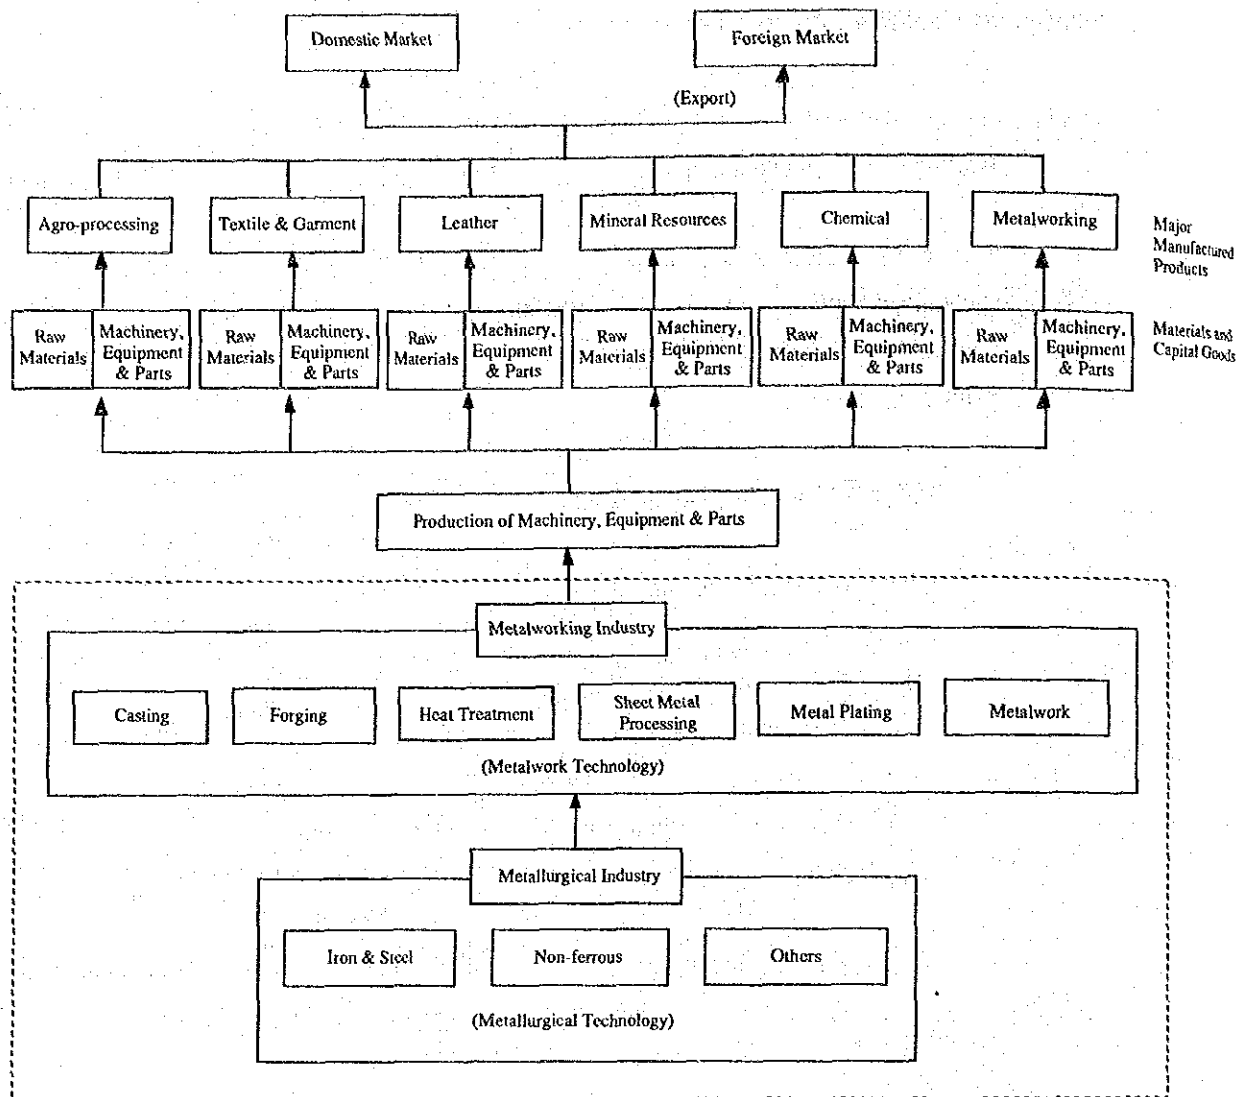 Domestic Market
Foreign Market
(Export)
Agro-processing
Textile & Garment
Leather
Mineral Resources
Chemical
Metalworking
Major
Manufactured
Products
Raw
Materials
Machinery,
Equipment
& Parts
Raw
Materials
Machinery,
Equipment
& Parts
Raw
Materials
Machinery,
Equipment
& Parts
Raw
Materials
Machinery,
Equipment
& Parts
Raw
Materials
Machinery,
Equipment
& Parts
Raw
Materials
Machinery,
Equipment
& Parts
Materials and
Capital Goods
Production of Machinery, Equipment & Parts
Metalworking Industry
Casting
Forging
Heat Treatment
Sheet Metal
Processing
Metal Plating
Metalwork
(Metalwork Technology)
Metallurgical Industry
Iron & Steel
Non-ferrous
Others
(Metallurgical Technology)